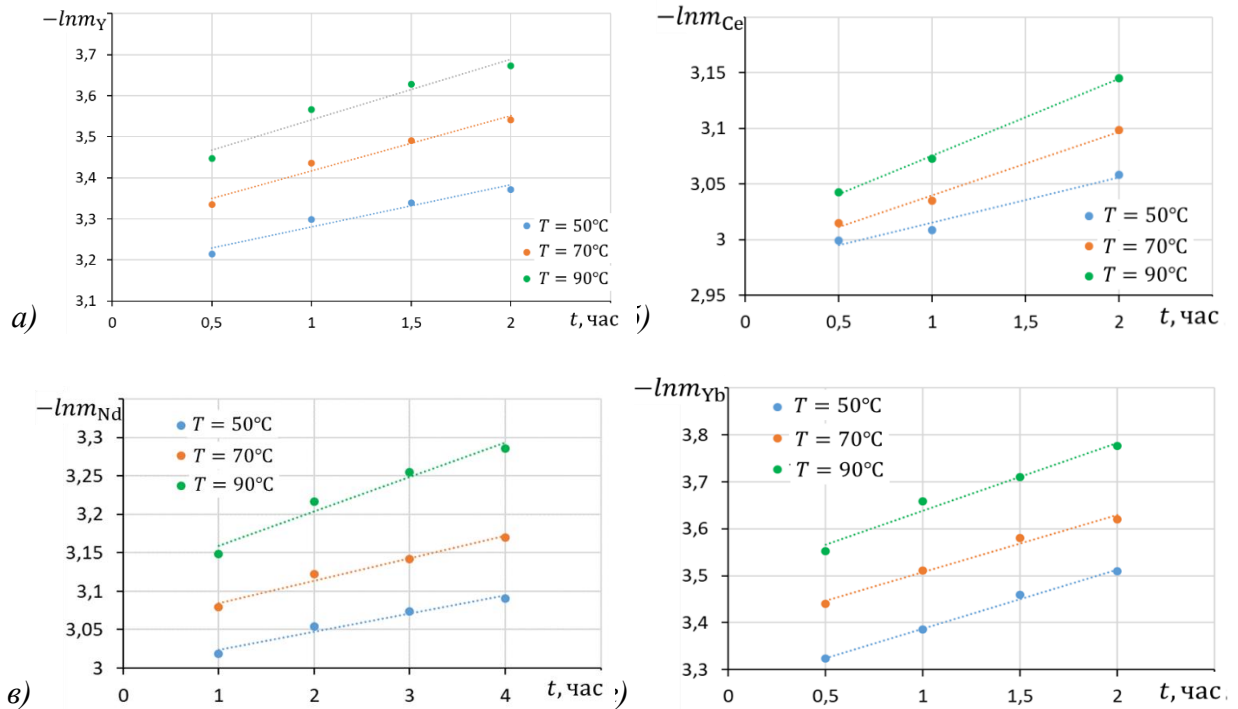 −lnm_Y
3,7
3,6
3,5
3,4
3,3
3,2
3,1
T = 50°C
T = 70°C
T = 90°C
0
0,5
1
1,5
2
t, час
а)
−lnm_Ce
3,15
3,1
3,05
3
2,95
T = 50°C
T = 70°C
T = 90°C
0
0,5
1
1,5
2
t, час
−lnm_Nd
3,3
3,25
3,2
3,15
3,1
3,05
3
T = 50°C
T = 70°C
T = 90°C
0
1
2
3
4
t, час
в)
−lnm_Yb
3,8
3,7
3,6
3,5
3,4
3,3
T = 50°C
T = 70°C
T = 90°C
0
0,5
1
1,5
2
t, час